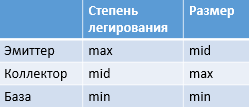 Степень легирования Размер
Эмиттер max mid
Коллектор mid max
База min min